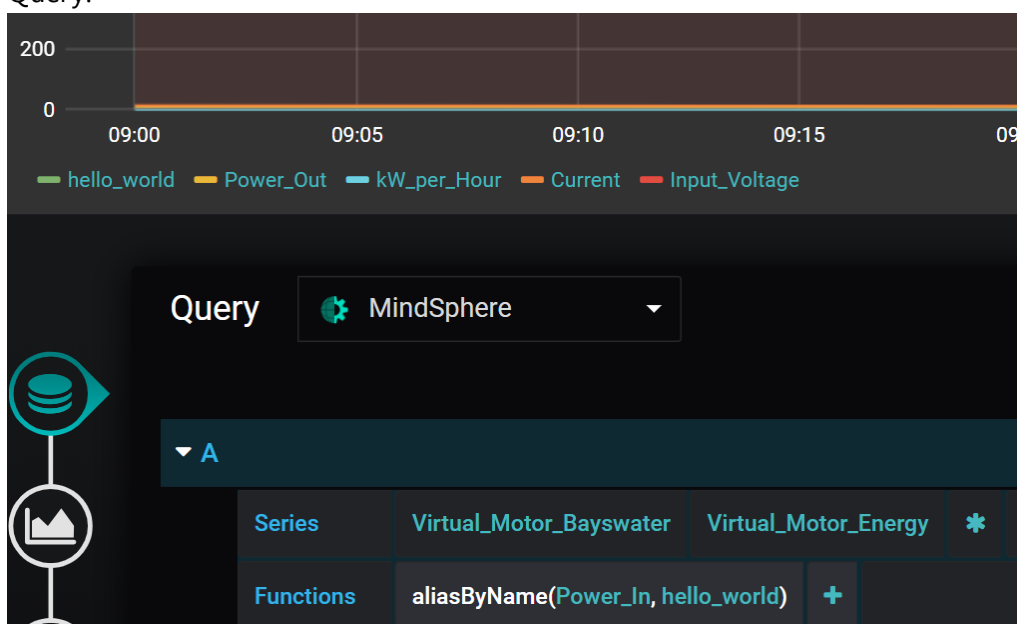 Query:
200
0
09:00 09:05 09:10 09:15 09
hello_world Power_Out kW_per_Hour Current Input_Voltage
Query MindSphere
A
Series Virtual_Motor_Bayswater Virtual_Motor_Energy *
Functions aliasByName(Power_In, hello_world) +